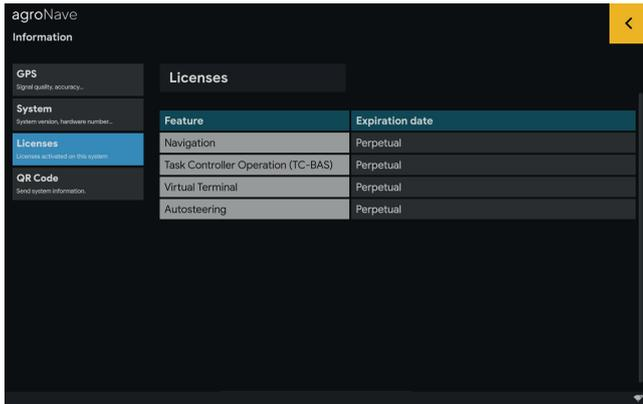 agroNave
Information
GPS
Signal quality, accuracy...
System
System version, hardware number...
Licenses
Licenses activated on this system
QR Code
Send system information.
Licenses
Feature Expiration date
Navigation Perpetual
Task Controller Operation (TC-BAS) Perpetual
Virtual Terminal Perpetual
Autosteering Perpetual